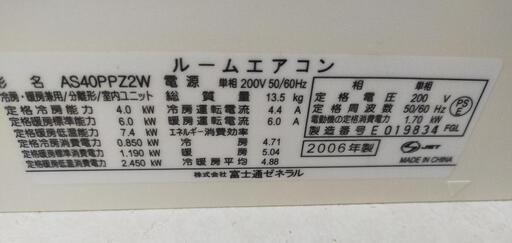 ルームエアコン
形 名 AS40PPZ2W 電源 単相 200V 50/60Hz
冷房・暖房兼用/分離形/室内ユニット 総質量 13.5 kg
定格冷房能力 4.0 kW 冷房運転電流 4.4 A
定格暖房標準能力 6.0 kW 暖房運転電流 6.0 A
定格暖房低温能力 7.4 kW エネルギー消費効率
定格冷房消費電力 0.850 kW 冷房 4.71
定格暖房標準消費電力 1.190 kW 暖房 5.04
定格暖房低温消費電力 2.450 kW 冷暖房平均 4.88
株式会社 富士通ゼネラル
相 単相
定格電圧 200 V
定格周波数 50/60 Hz
電動機の定格消費電力 1.70 kW
製造番号 E 019834 FGL
PSE
2006年製
JET
MADE IN CHINA